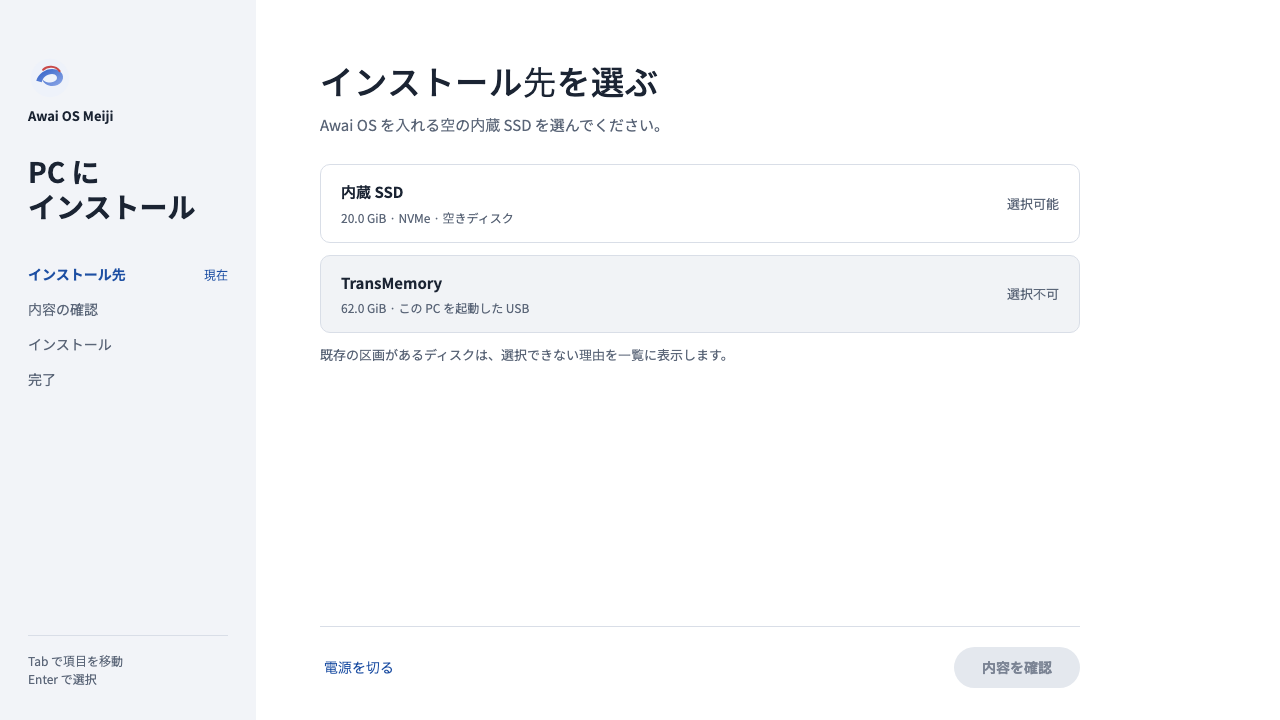 Awai OS Meiji
PC に
インストール
インストール先 現在
内容の確認
インストール
完了
Tab で項目を移動
Enter で選択
インストール先を選ぶ
Awai OS を入れる空の内蔵 SSD を選んでください。
内蔵 SSD
20.0 GiB · NVMe · 空きディスク
選択可能
TransMemory
62.0 GiB · この PC を起動した USB
選択不可
既存の区画があるディスクは、選択できない理由を一覧に表示します。
電源を切る
内容を確認